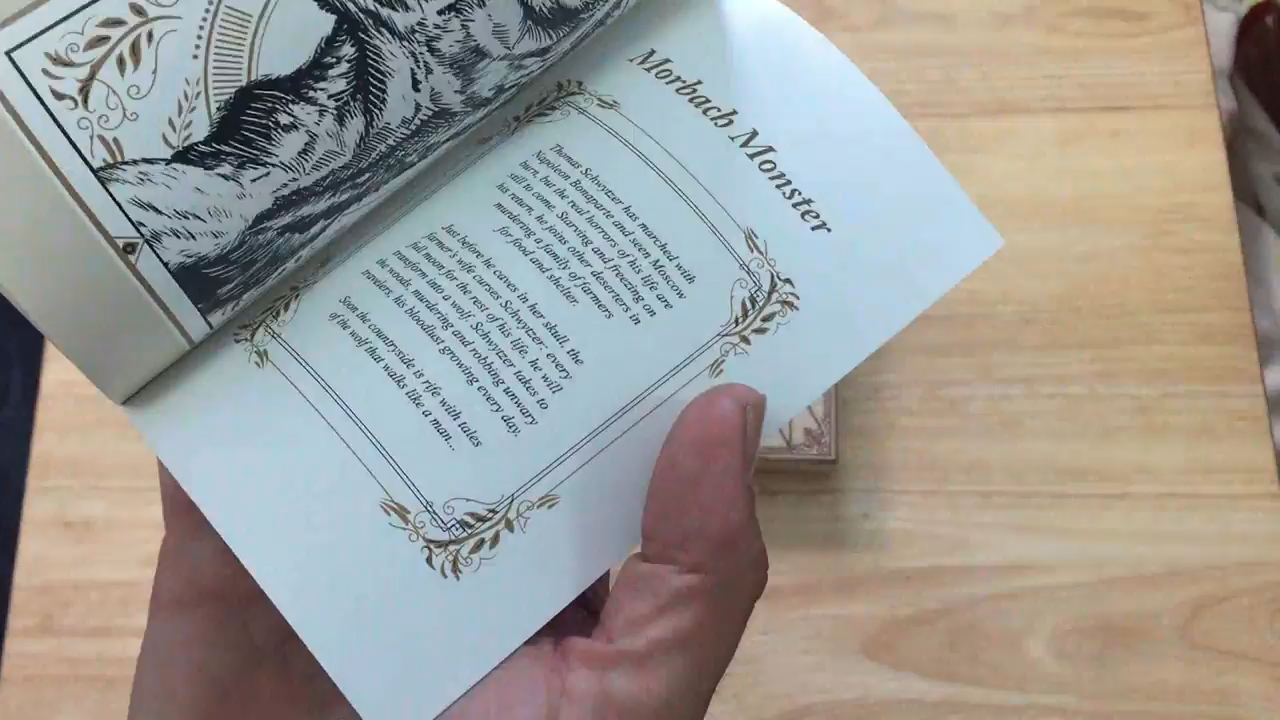 Morbach Monster
Thomas Schwytzer has marched with
Napoleon Bonaparte and seen Moscow
burn, but the real horrors of his life are
still to come. Starving and freezing on
his return, he joins other deserters in
murdering a family of farmers
for food and shelter.
Just before he caves in her skull, the
farmer's wife curses Schwytzer: every
full moon for the rest of his life, he will
transform into a wolf. Schwytzer takes to
the woods, murdering and robbing unwary
travelers, his bloodlust growing every day.
Soon the countryside is rife with tales
of the wolf that walks like a man...